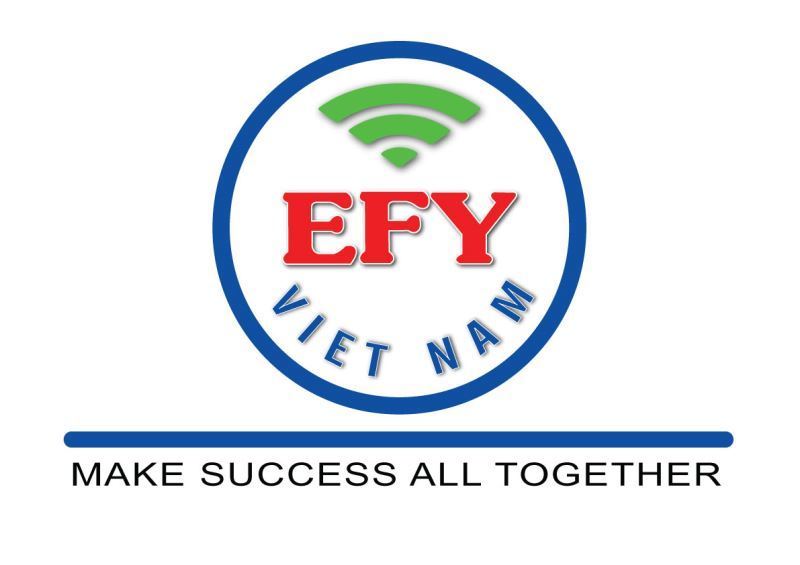 EFY
VIET NAM
MAKE SUCCESS ALL TOGETHER